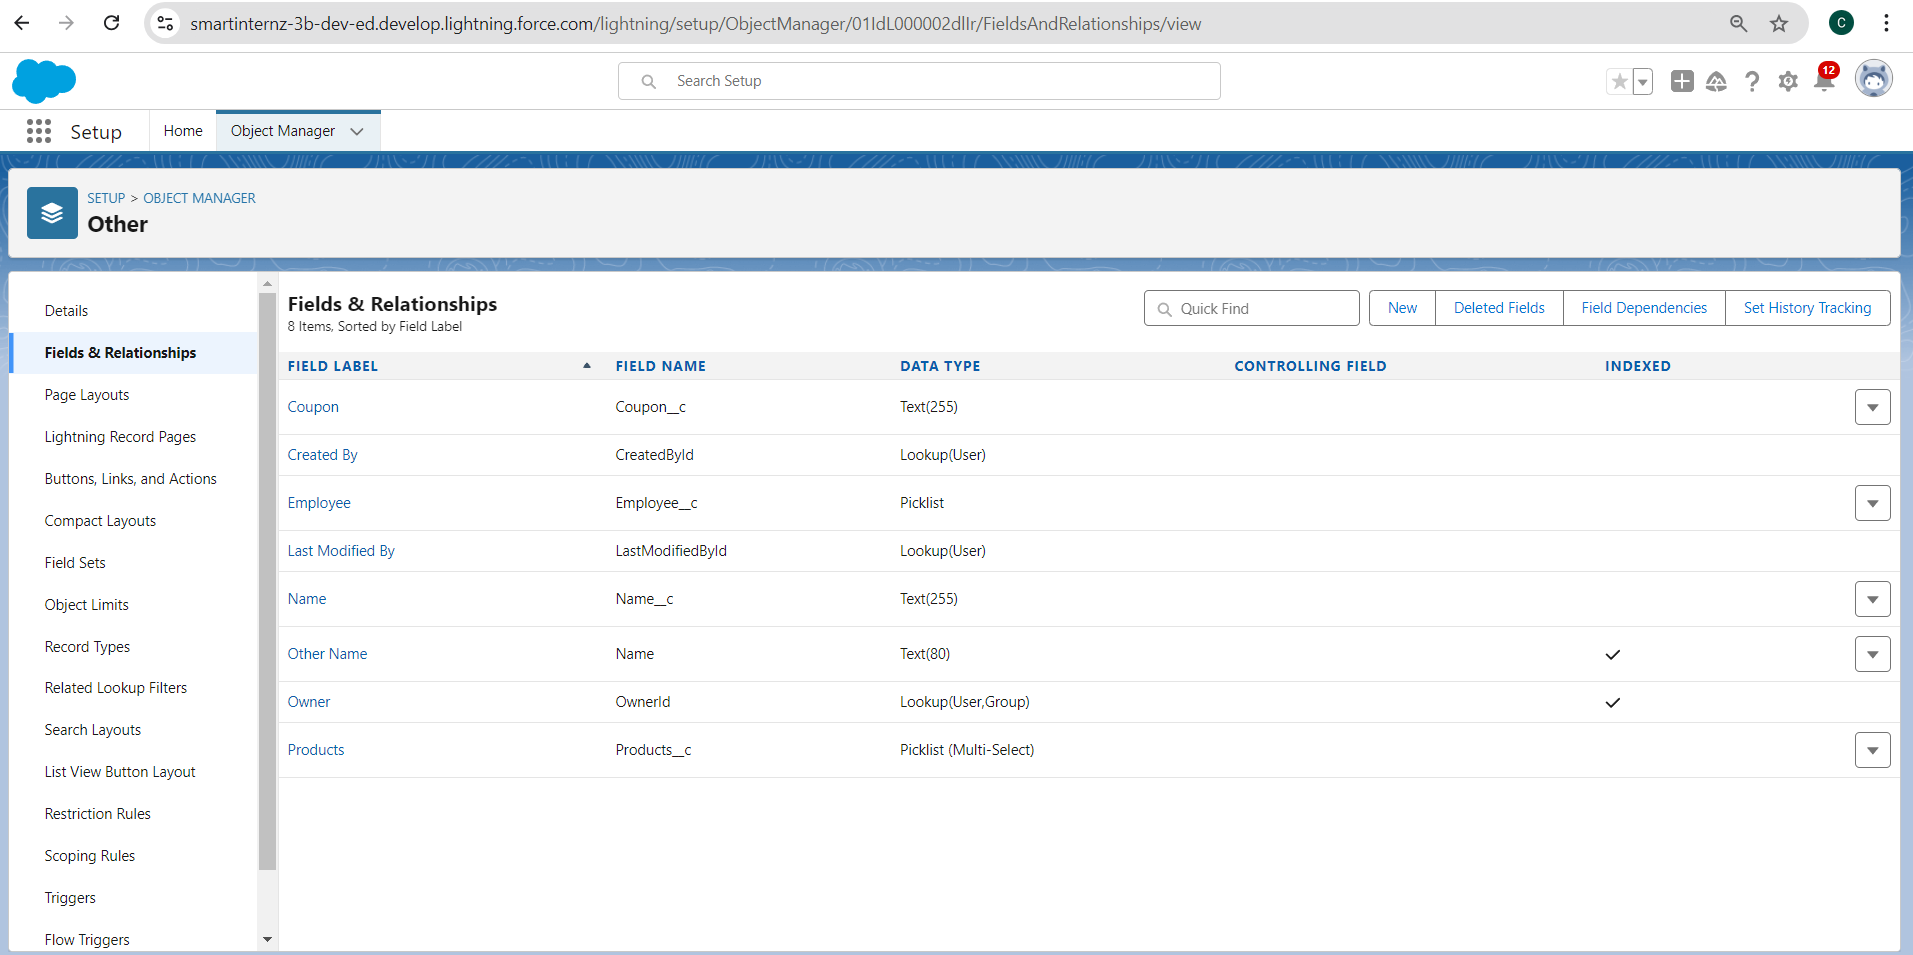 smartinternz-3b-dev-ed.develop.lightning.force.com/lightning/setup/ObjectManager/01IdL000002dlIr/FieldsAndRelationships/view
C
Search Setup
12
Setup
Home
Object Manager
SETUP > OBJECT MANAGER
Other
Details
Fields & Relationships
Page Layouts
Lightning Record Pages
Buttons, Links, and Actions
Compact Layouts
Field Sets
Object Limits
Record Types
Related Lookup Filters
Search Layouts
List View Button Layout
Restriction Rules
Scoping Rules
Triggers
Flow Triggers
Fields & Relationships
8 Items, Sorted by Field Label
Quick Find
New
Deleted Fields
Field Dependencies
Set History Tracking
FIELD LABEL FIELD NAME DATA TYPE CONTROLLING FIELD INDEXED
Coupon Coupon__c Text(255)
Created By CreatedById Lookup(User)
Employee Employee__c Picklist
Last Modified By LastModifiedById Lookup(User)
Name Name__c Text(255)
Other Name Name Text(80)
Owner OwnerId Lookup(User,Group)
Products Products__c Picklist (Multi-Select)